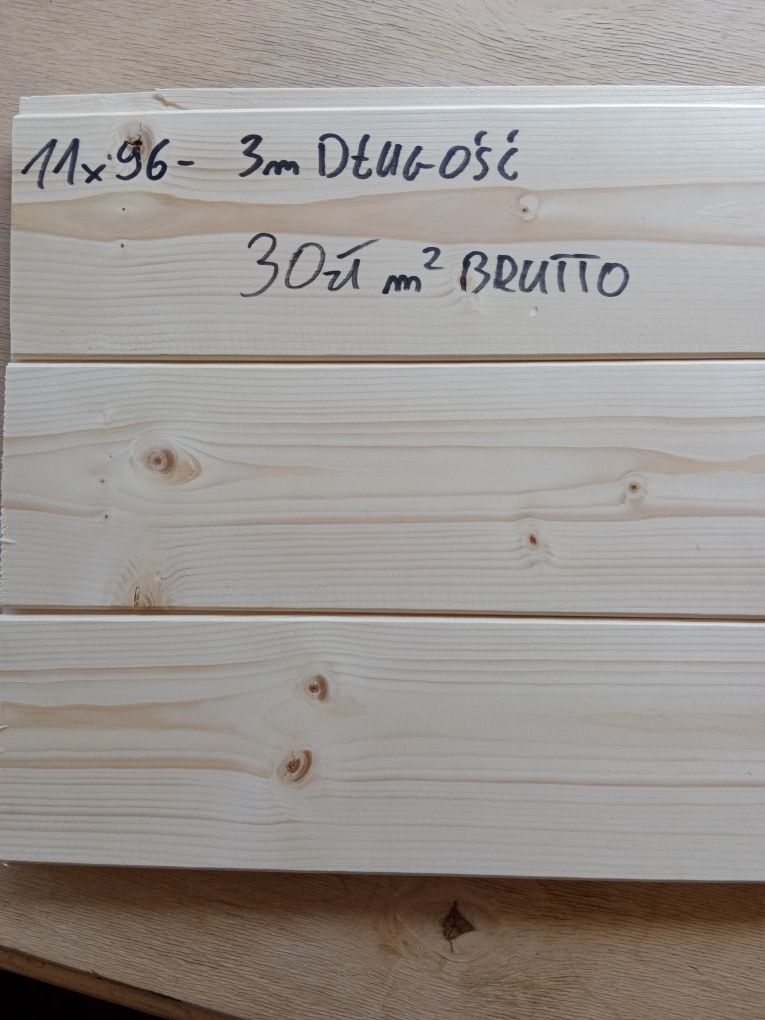 11x96- 3m DŁUGOŚĆ
30zł m² BRUTTO